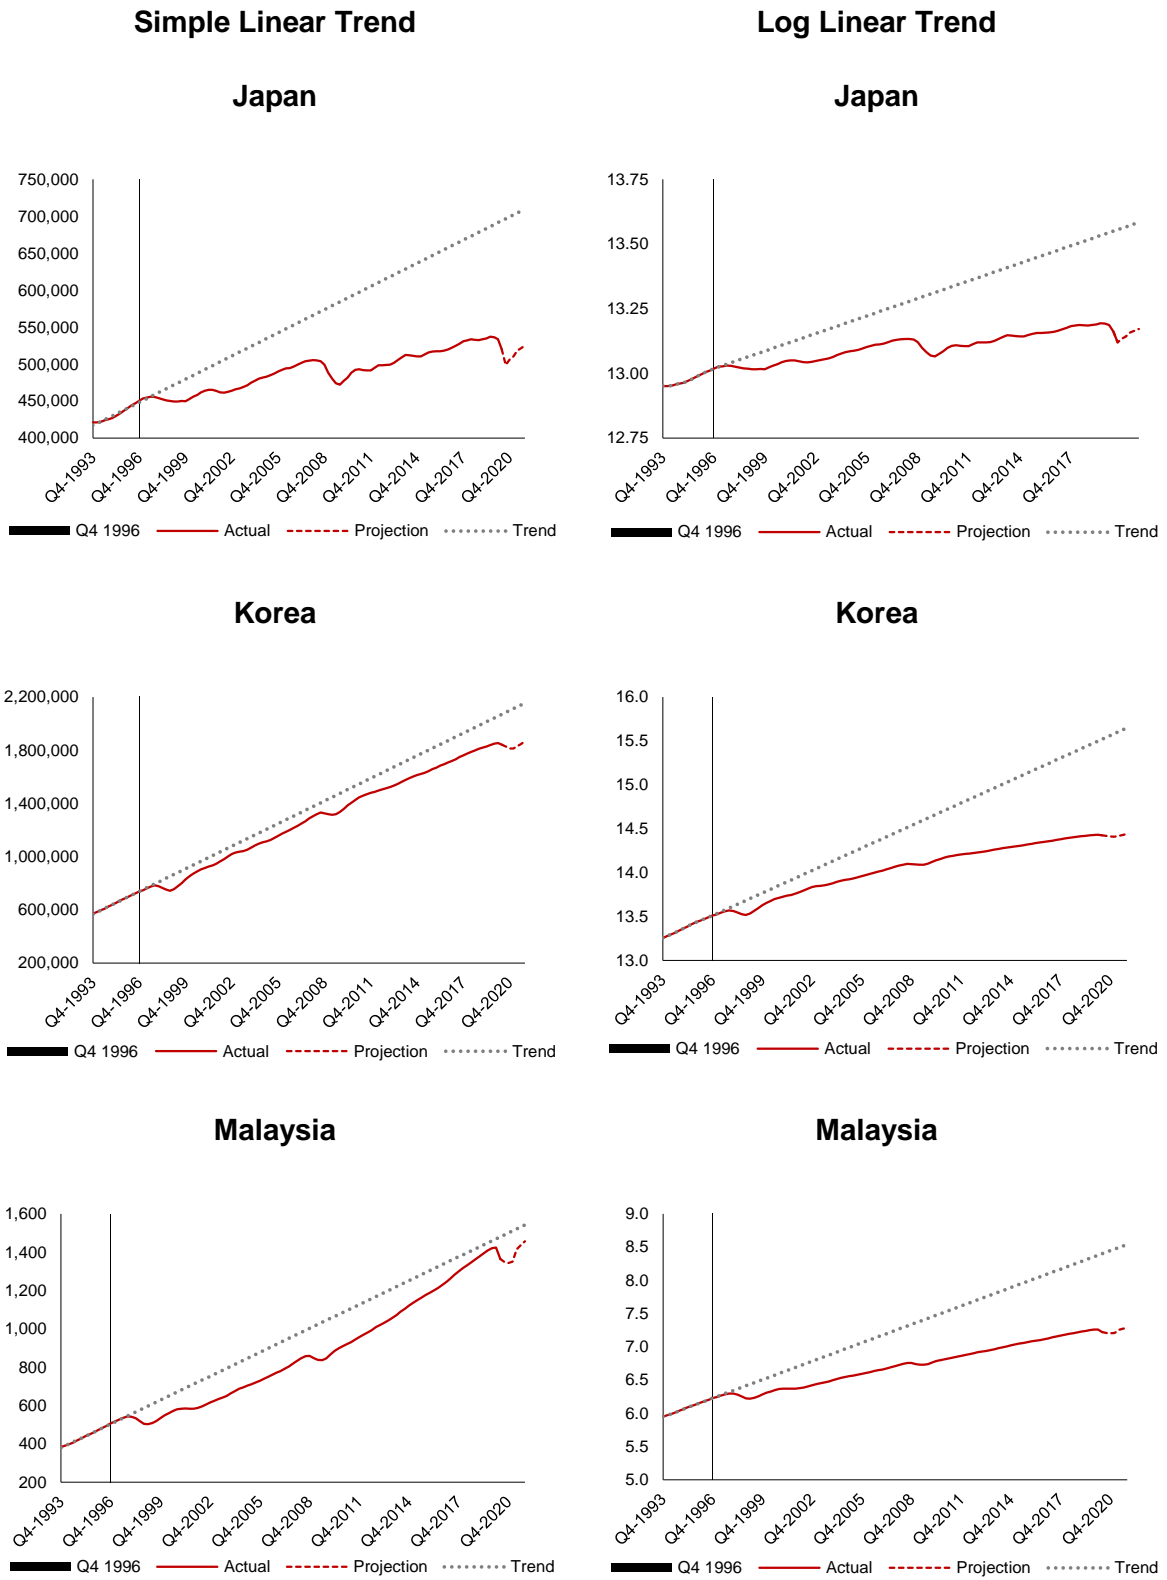 Simple Linear Trend
Log Linear Trend
Japan
750,000
700,000
650,000
600,000
550,000
500,000
450,000
400,000
Q4-1993 Q4-1996 Q4-1999 Q4-2002 Q4-2005 Q4-2008 Q4-2011 Q4-2014 Q4-2017 Q4-2020
Q4 1996 Actual Projection Trend
Japan
13.75
13.50
13.25
13.00
12.75
Q4-1993 Q4-1996 Q4-1999 Q4-2002 Q4-2005 Q4-2008 Q4-2011 Q4-2014 Q4-2017
Q4 1996 Actual Projection Trend
Korea
2,200,000
1,800,000
1,400,000
1,000,000
600,000
200,000
Q4-1993 Q4-1996 Q4-1999 Q4-2002 Q4-2005 Q4-2008 Q4-2011 Q4-2014 Q4-2017 Q4-2020
Q4 1996 Actual Projection Trend
Korea
16.0
15.5
15.0
14.5
14.0
13.5
13.0
Q4-1993 Q4-1996 Q4-1999 Q4-2002 Q4-2005 Q4-2008 Q4-2011 Q4-2014 Q4-2017 Q4-2020
Q4 1996 Actual Projection Trend
Malaysia
1,600
1,400
1,200
1,000
800
600
400
200
Q4-1993 Q4-1996 Q4-1999 Q4-2002 Q4-2005 Q4-2008 Q4-2011 Q4-2014 Q4-2017 Q4-2020
Q4 1996 Actual Projection Trend
Malaysia
9.0
8.5
8.0
7.5
7.0
6.5
6.0
5.5
5.0
Q4-1993 Q4-1996 Q4-1999 Q4-2002 Q4-2005 Q4-2008 Q4-2011 Q4-2014 Q4-2017 Q4-2020
Q4 1996 Actual Projection Trend